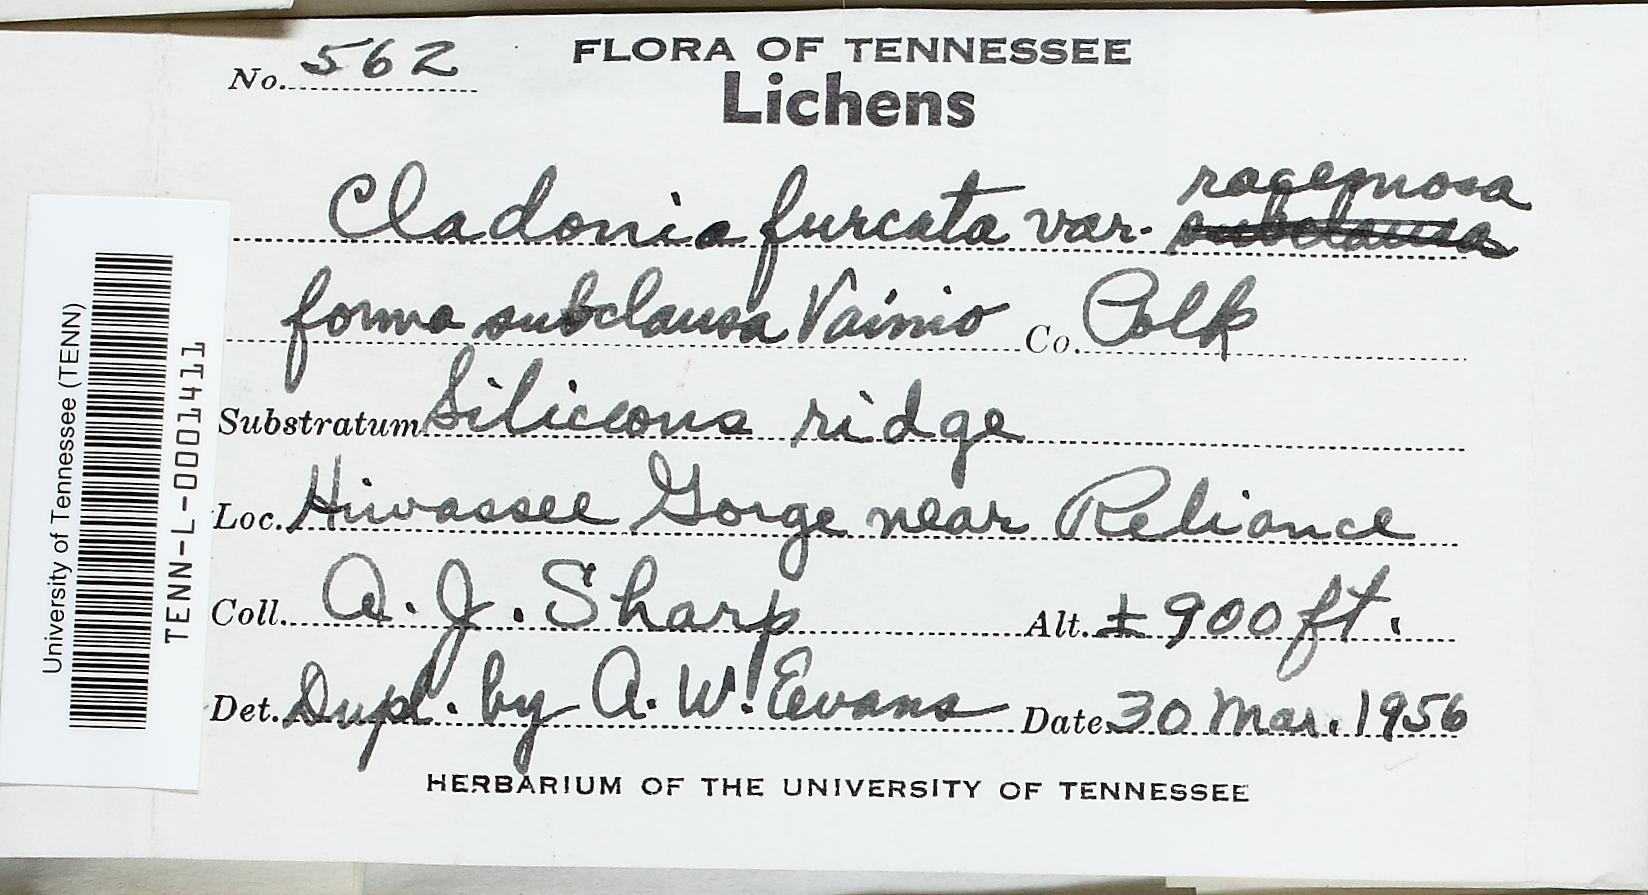 No. 562
FLORA OF TENNESSEE
Lichens
racemosa
Cladonia furcata var. subclausa
forma subclausa Vainio Co. Polk
Substratum Siliceous ridge
Loc. Hiwassee Gorge near Reliance
Coll. A. J. Sharp Alt. ± 900 ft.
Det. Dupl. by A. W. Evans Date 30 Mar. 1956
HERBARIUM OF THE UNIVERSITY OF TENNESSEE
University of Tennessee (TENN)
TENN-L-0001411